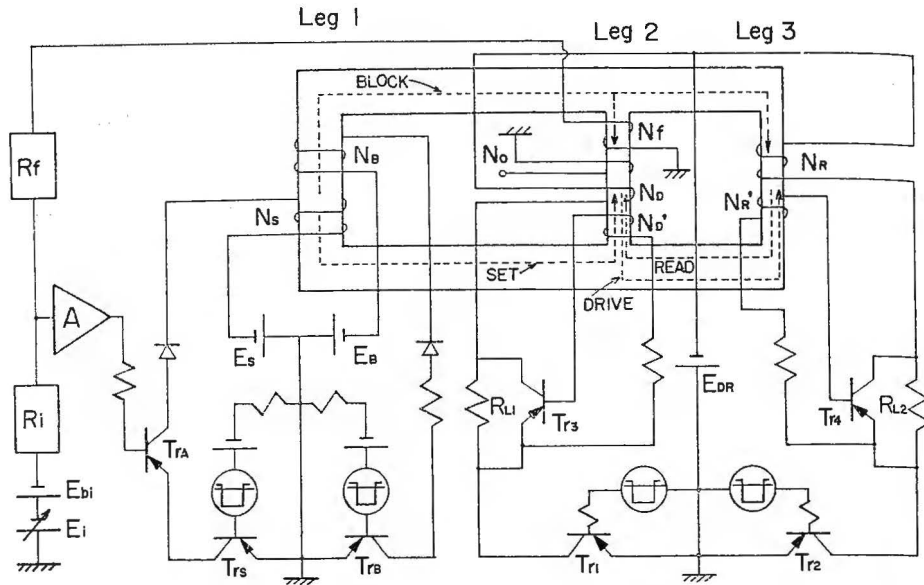 Leg 1
Leg 2
Leg 3
BLOCK
Rf
Nf
NB
No
NR
ND
NR'
NS
ND'
READ
SET
DRIVE
A
ES
EB
EDR
RL1
Tr3
Tr4
RL2
Ri
TrA
Ebi
Ei
TrS
TrB
Tr1
Tr2